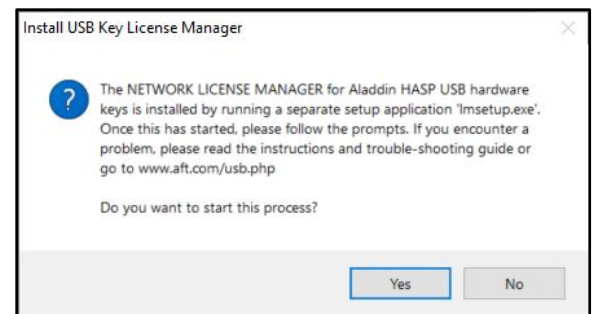 Install USB Key License Manager
The NETWORK LICENSE MANAGER for Aladdin HASP USB hardware
keys is installed by running a separate setup application 'lmsetup.exe'.
Once this has started, please follow the prompts. If you encounter a
problem, please read the instructions and trouble-shooting guide or
go to www.aft.com/usb.php
Do you want to start this process?
Yes
No